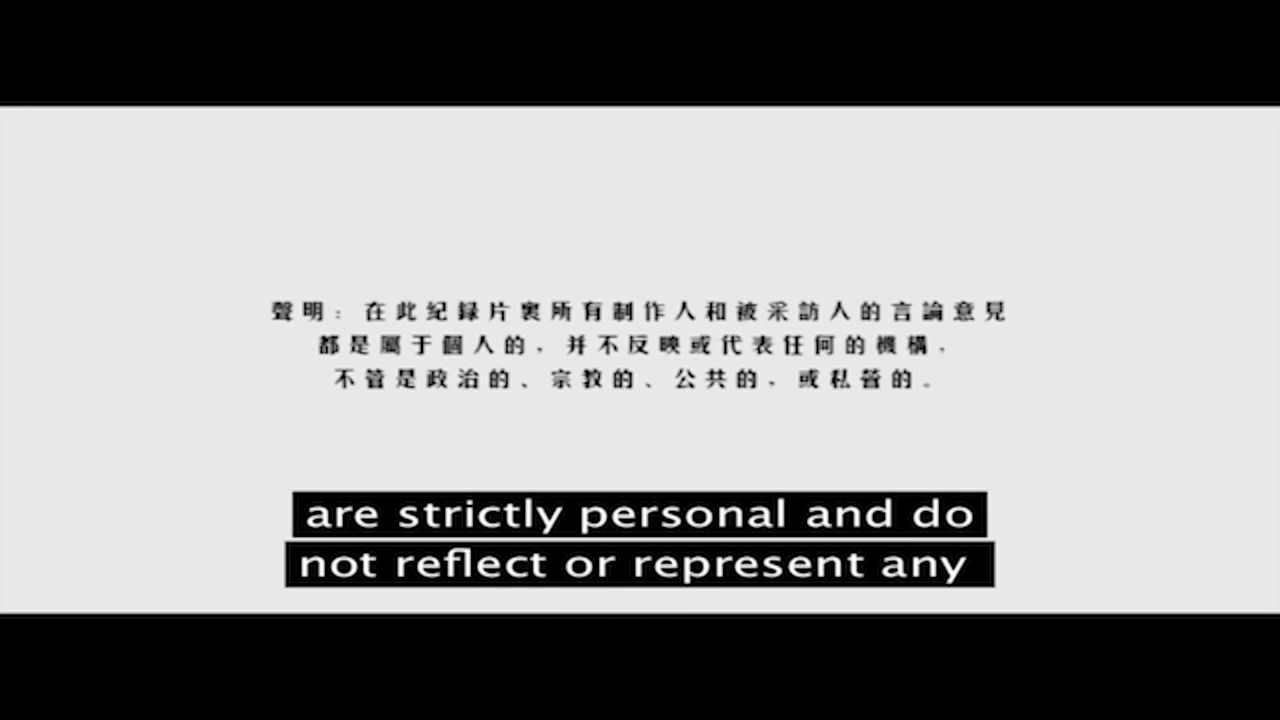 聲明：在此紀錄片裏所有制作人和被采訪人的言論意見
都是屬于個人的，并不反映或代表任何的機構，
不管是政治的、宗教的、公共的，或私營的。
are strictly personal and do
not reflect or represent any